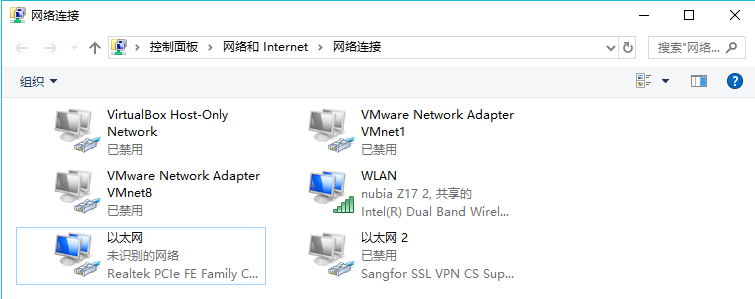 网络连接
控制面板 › 网络和 Internet › 网络连接
搜索"网络...
组织
VirtualBox Host-Only
Network
已禁用
VMware Network Adapter
VMnet1
已禁用
VMware Network Adapter
VMnet8
已禁用
WLAN
nubia Z17 2, 共享的
Intel(R) Dual Band Wirel...
以太网
未识别的网络
Realtek PCIe FE Family C...
以太网 2
已禁用
Sangfor SSL VPN CS Sup...